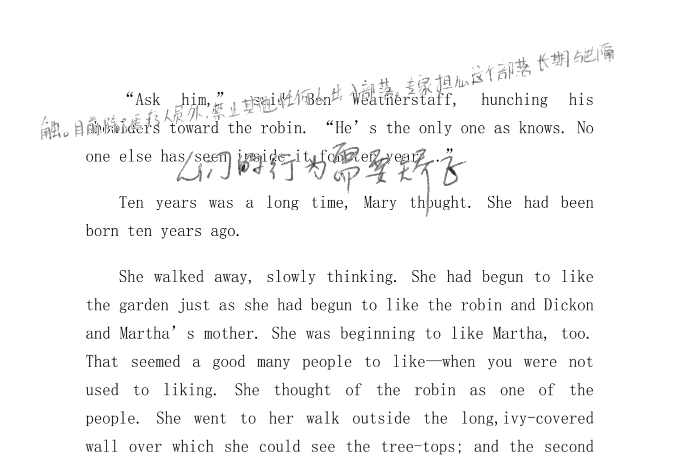 专家担心这个部落长期与世隔
“Ask him,” said Ben Weatherstaff, hunching his
触。目前除医护人员外,禁止其他任何人出入部落。
shoulders toward the robin. “He’s the only one as knows. No
one else has seen inside it for ten year...”
人们的行为需要矫正
Ten years was a long time, Mary thought. She had been
born ten years ago.
She walked away, slowly thinking. She had begun to like
the garden just as she had begun to like the robin and Dickon
and Martha’s mother. She was beginning to like Martha, too.
That seemed a good many people to like—when you were not
used to liking. She thought of the robin as one of the
people. She went to her walk outside the long,ivy-covered
wall over which she could see the tree-tops; and the second